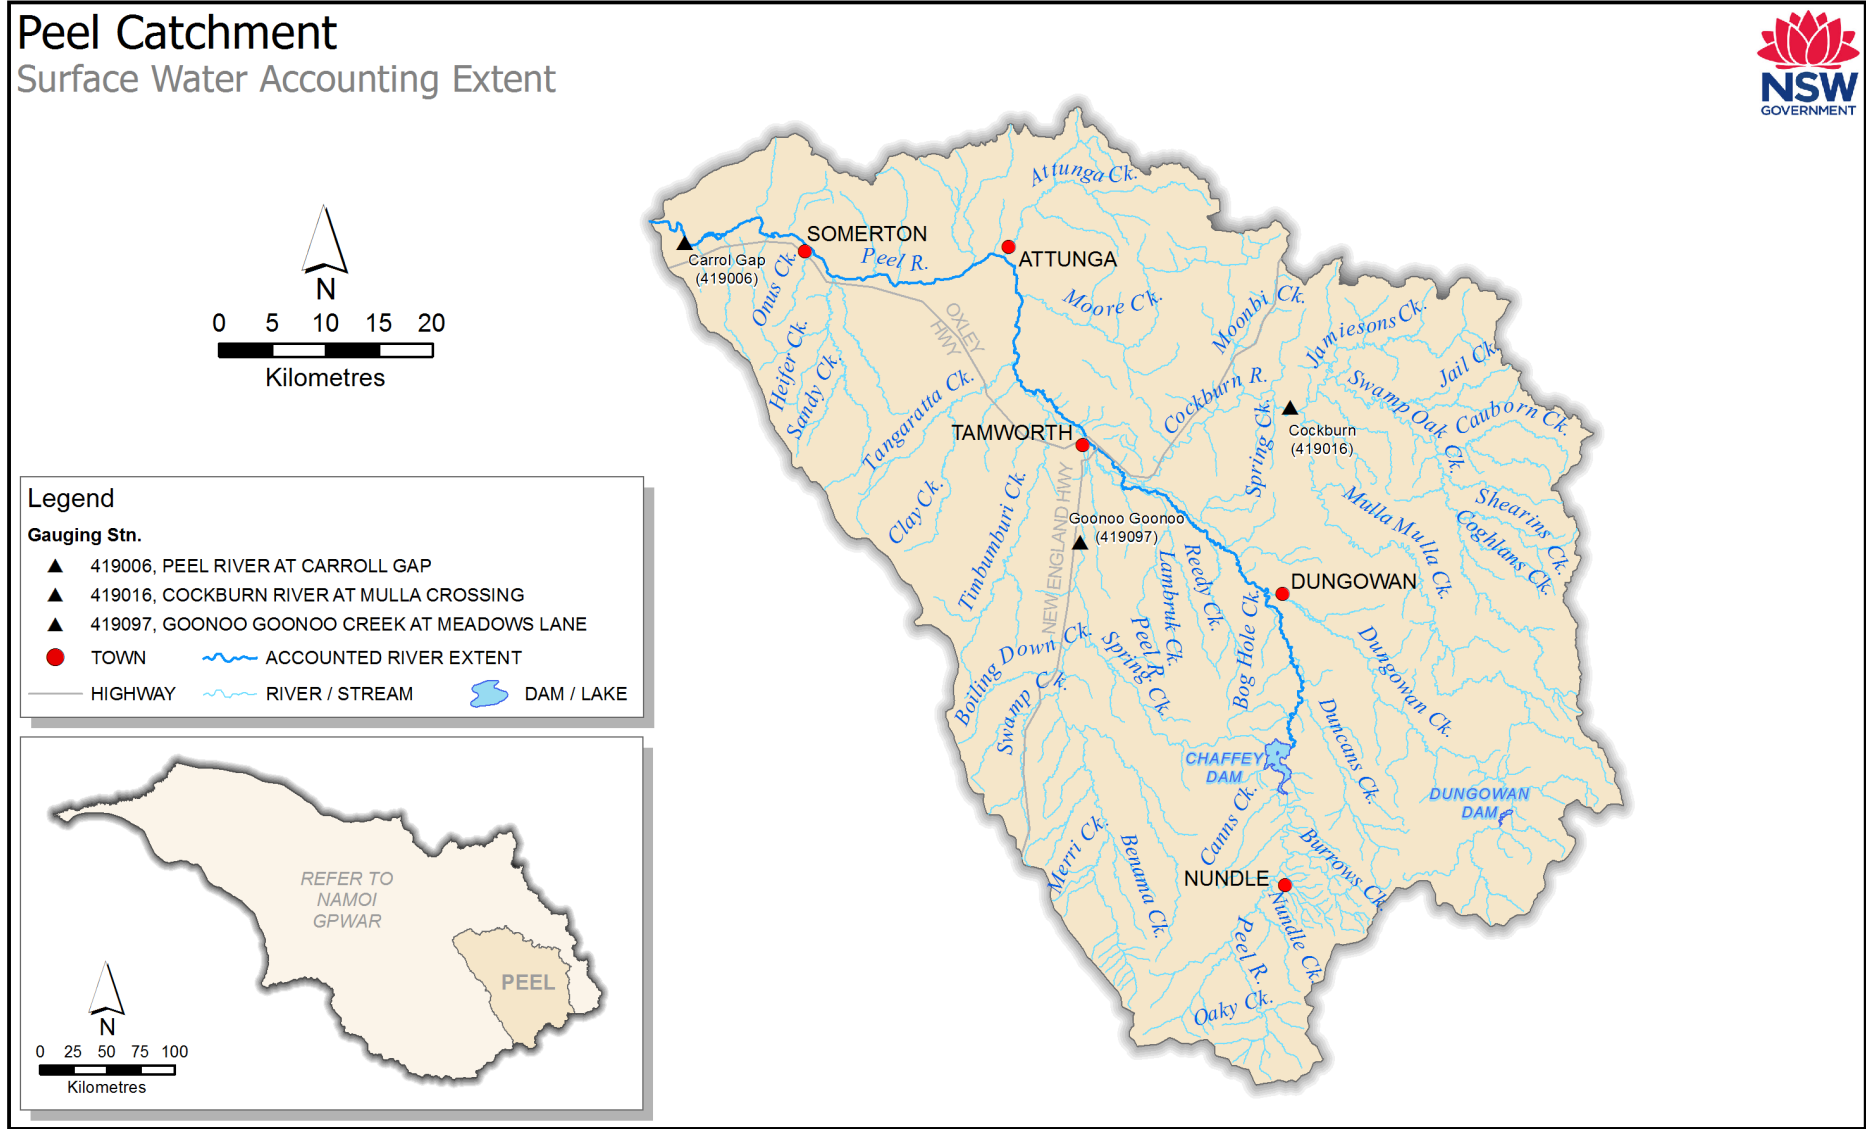 Peel Catchment
Surface Water Accounting Extent
NSW
GOVERNMENT
N
0 5 10 15 20
Kilometres
Legend
Gauging Stn.
419006, PEEL RIVER AT CARROLL GAP
419016, COCKBURN RIVER AT MULLA CROSSING
419097, GOONOO GOONOO CREEK AT MEADOWS LANE
TOWN
ACCOUNTED RIVER EXTENT
HIGHWAY
RIVER / STREAM
DAM / LAKE
REFER TO
NAMOI
GPWAR
PEEL
N
0 25 50 75 100
Kilometres
Attunga Ck.
SOMERTON
Peel R.
ATTUNGA
Carrol Gap
(419006)
Onus Ck.
Moore Ck.
Moonbi Ck.
Jamiesons Ck.
OXLEY
HWY
Heifer Ck.
Sandy Ck.
Tangaratta Ck.
Cockburn R.
Jail Ck.
Swamp Oak Ck.
Cauborn Ck.
TAMWORTH
Cockburn
(419016)
Spring Ck.
Clay Ck.
Timbumburi Ck.
NEW ENGLAND HWY
Goonoo Goonoo
(419097)
Mulla Mulla Ck.
Shearins Ck.
Coghlans Ck.
Reedy Ck.
Lambruk Ck.
DUNGOWAN
Bog Hole Ck.
Peel R.
Spring Ck.
Boiling Down Ck.
Swamp Ck.
Dungowan Ck.
Duncans Ck.
CHAFFEY
DAM
DUNGOWAN
DAM
Canns Ck.
Merri Ck.
Benama Ck.
Burrows Ck.
NUNDLE
Nundle Ck.
Peel R.
Oaky Ck.